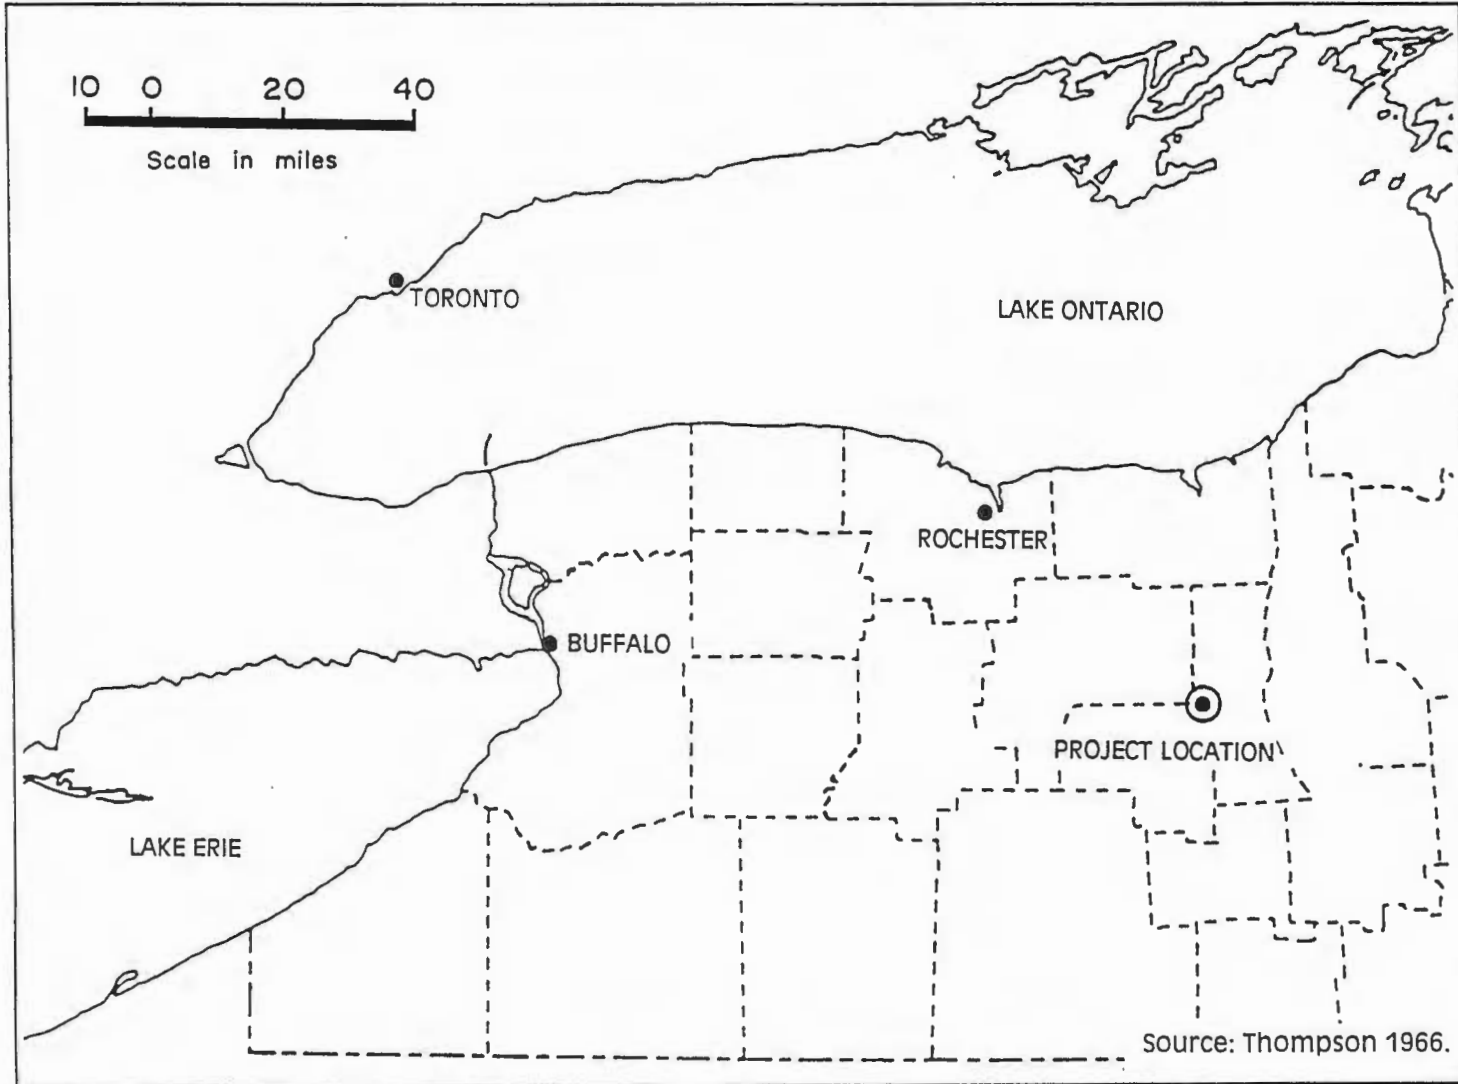 10 0 20 40
Scale in miles
TORONTO
LAKE ONTARIO
ROCHESTER
BUFFALO
PROJECT LOCATION
LAKE ERIE
Source: Thompson 1966.